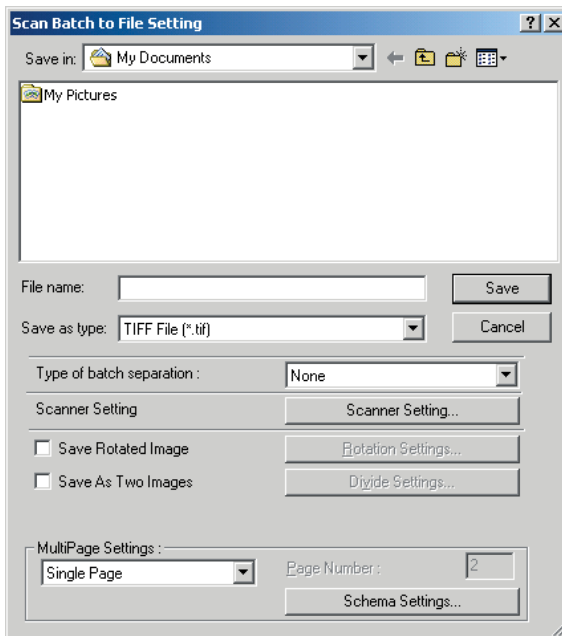 Scan Batch to File Setting
Save in: My Documents
My Pictures
File name:
Save
Save as type: TIFF File (*.tif)
Cancel
Type of batch separation : None
Scanner Setting Scanner Setting...
Save Rotated Image Rotation Settings...
Save As Two Images Divide Settings...
MultiPage Settings :
Single Page Page Number : 2
Schema Settings...